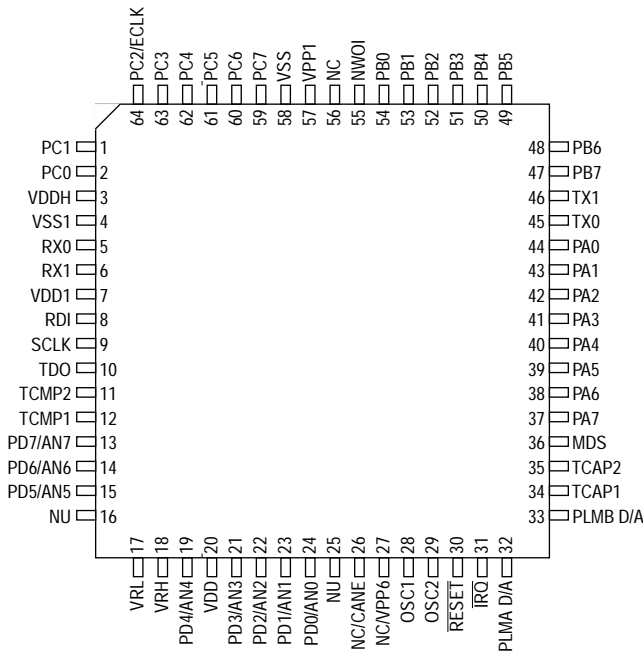 PC2/ECLK PC3 PC4 PC5 PC6 PC7 VSS VPP1 NC NWOI PB0 PB1 PB2 PB3 PB4 PB5
64 63 62 61 60 59 58 57 56 55 54 53 52 51 50 49
PC1 1 48 PB6
PC0 2 47 PB7
VDDH 3 46 TX1
VSS1 4 45 TX0
RX0 5 44 PA0
RX1 6 43 PA1
VDD1 7 42 PA2
RDI 8 41 PA3
SCLK 9 40 PA4
TDO 10 39 PA5
TCMP2 11 38 PA6
TCMP1 12 37 PA7
PD7/AN7 13 36 MDS
PD6/AN6 14 35 TCAP2
PD5/AN5 15 34 TCAP1
NU 16 33 PLMB D/A
17 18 19 20 21 22 23 24 25 26 27 28 29 30 31 32
VRL VRH PD4/AN4 VDD PD3/AN3 PD2/AN2 PD1/AN1 PD0/AN0 NU NC/CANE NC/VPP6 OSC1 OSC2 RESET IRQ PLMA D/A